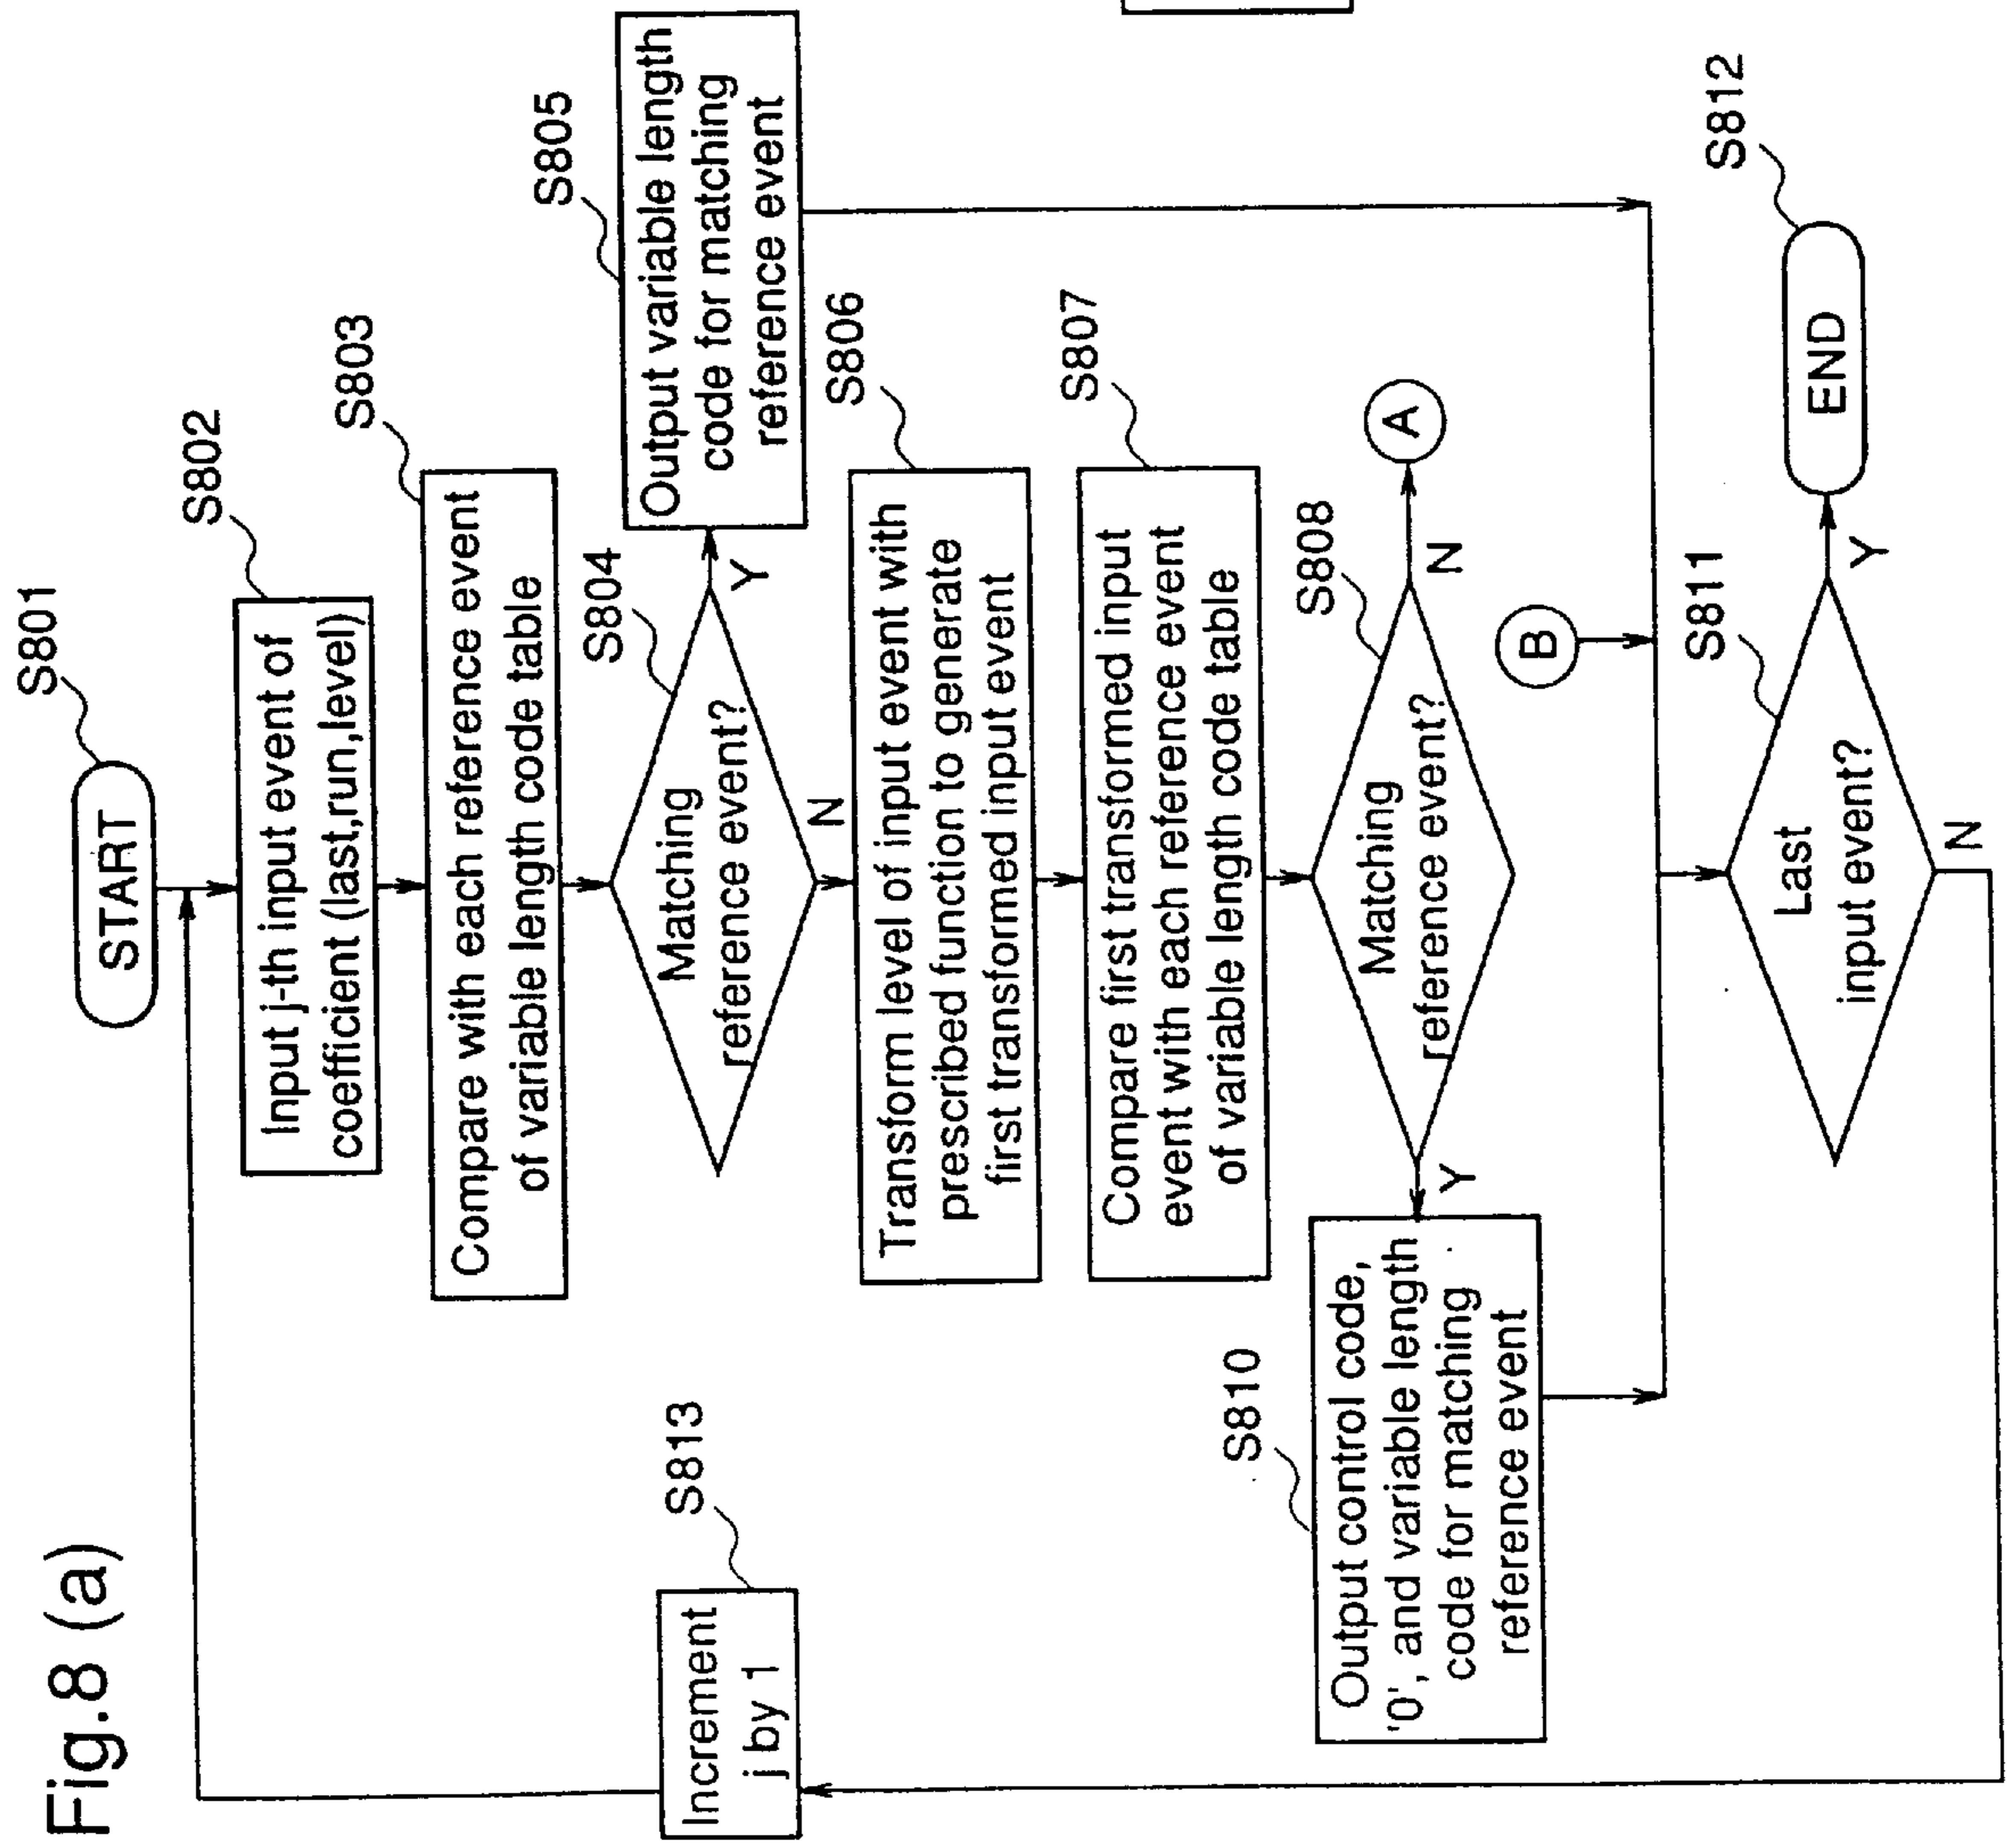 Fig.8 (a)
S801
START
S802
Input j-th input event of
coefficient (last,run,level)
S803
Compare with each reference event
of variable length code table
S804
Matching
reference event?
Y
N
S805
Output variable length
code for matching
reference event
S806
Transform level of input event with
prescribed function to generate
first transformed input event
S807
Compare first transformed input
event with each reference event
of variable length code table
S808
Matching
reference event?
N
A
Y
S810
Output control code,
'0', and variable length
code for matching
reference event
B
S811
Last
input event?
Y
N
S812
END
S813
Increment
j by 1